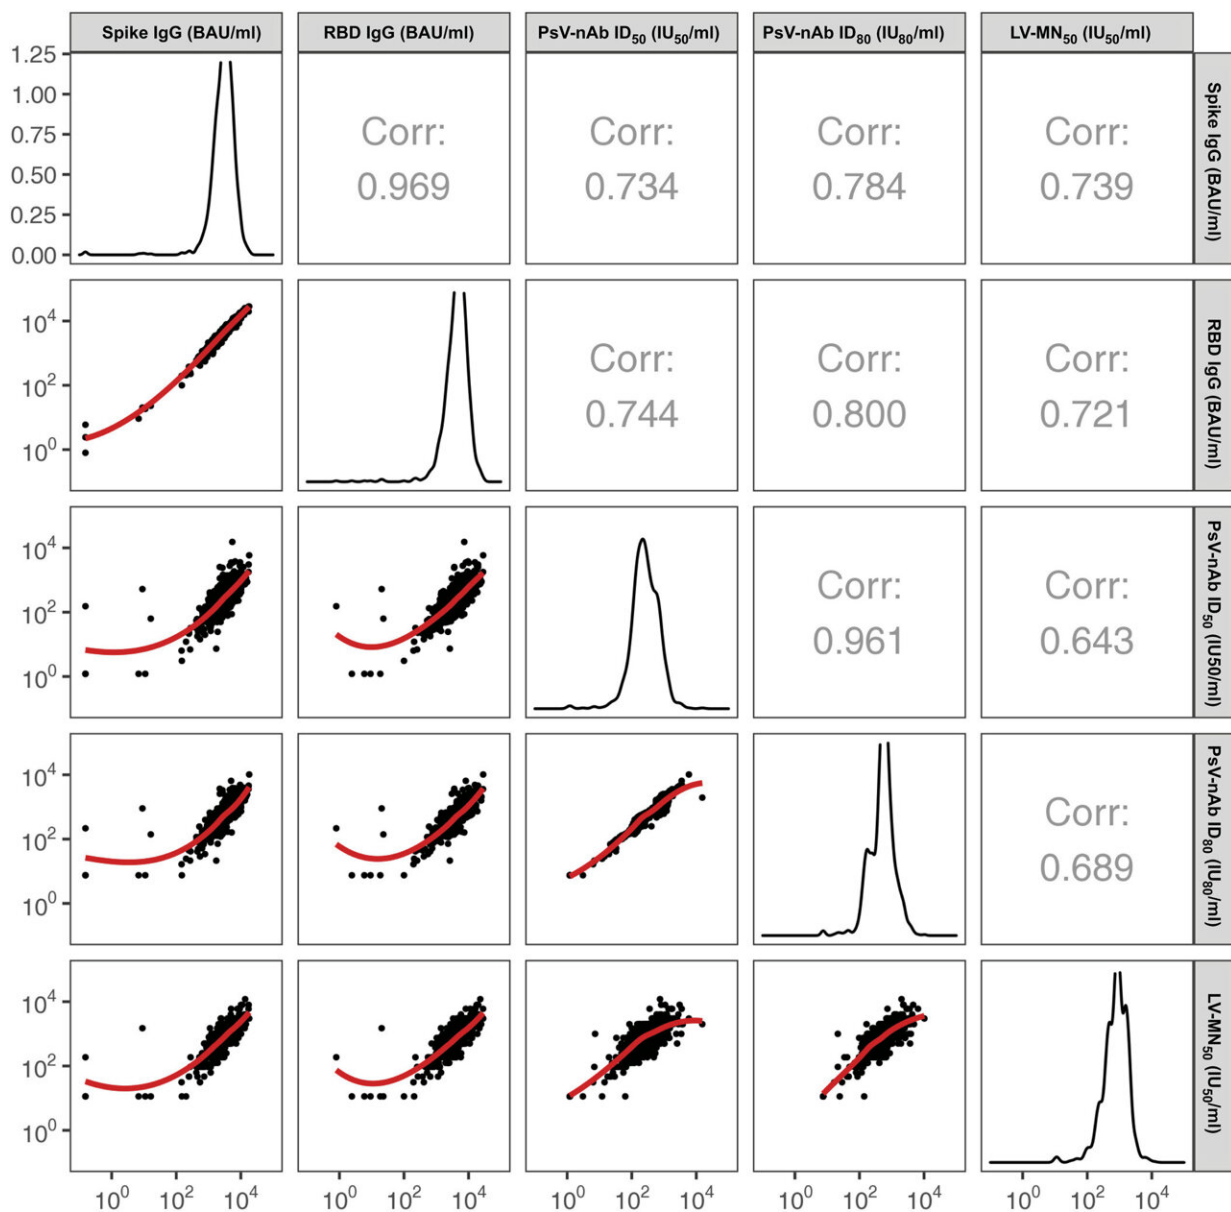 Spike IgG (BAU/ml) RBD IgG (BAU/ml) PsV-nAb ID50 (IU50/ml) PsV-nAb ID80 (IU80/ml) LV-MN50 (IU50/ml)
1.25
1.00
0.75
0.50
0.25
0.00
Corr:
0.969
Corr:
0.734
Corr:
0.784
Corr:
0.739
Spike IgG (BAU/ml)
10^4
10^2
10^0
Corr:
0.744
Corr:
0.800
Corr:
0.721
RBD IgG (BAU/ml)
10^4
10^2
10^0
Corr:
0.961
Corr:
0.643
PsV-nAb ID50 (IU50/ml)
10^4
10^2
10^0
Corr:
0.689
PsV-nAb ID80 (IU80/ml)
10^4
10^2
10^0
LV-MN50 (IU50/ml)
10^0 10^2 10^4 10^0 10^2 10^4 10^0 10^2 10^4 10^0 10^2 10^4 10^0 10^2 10^4